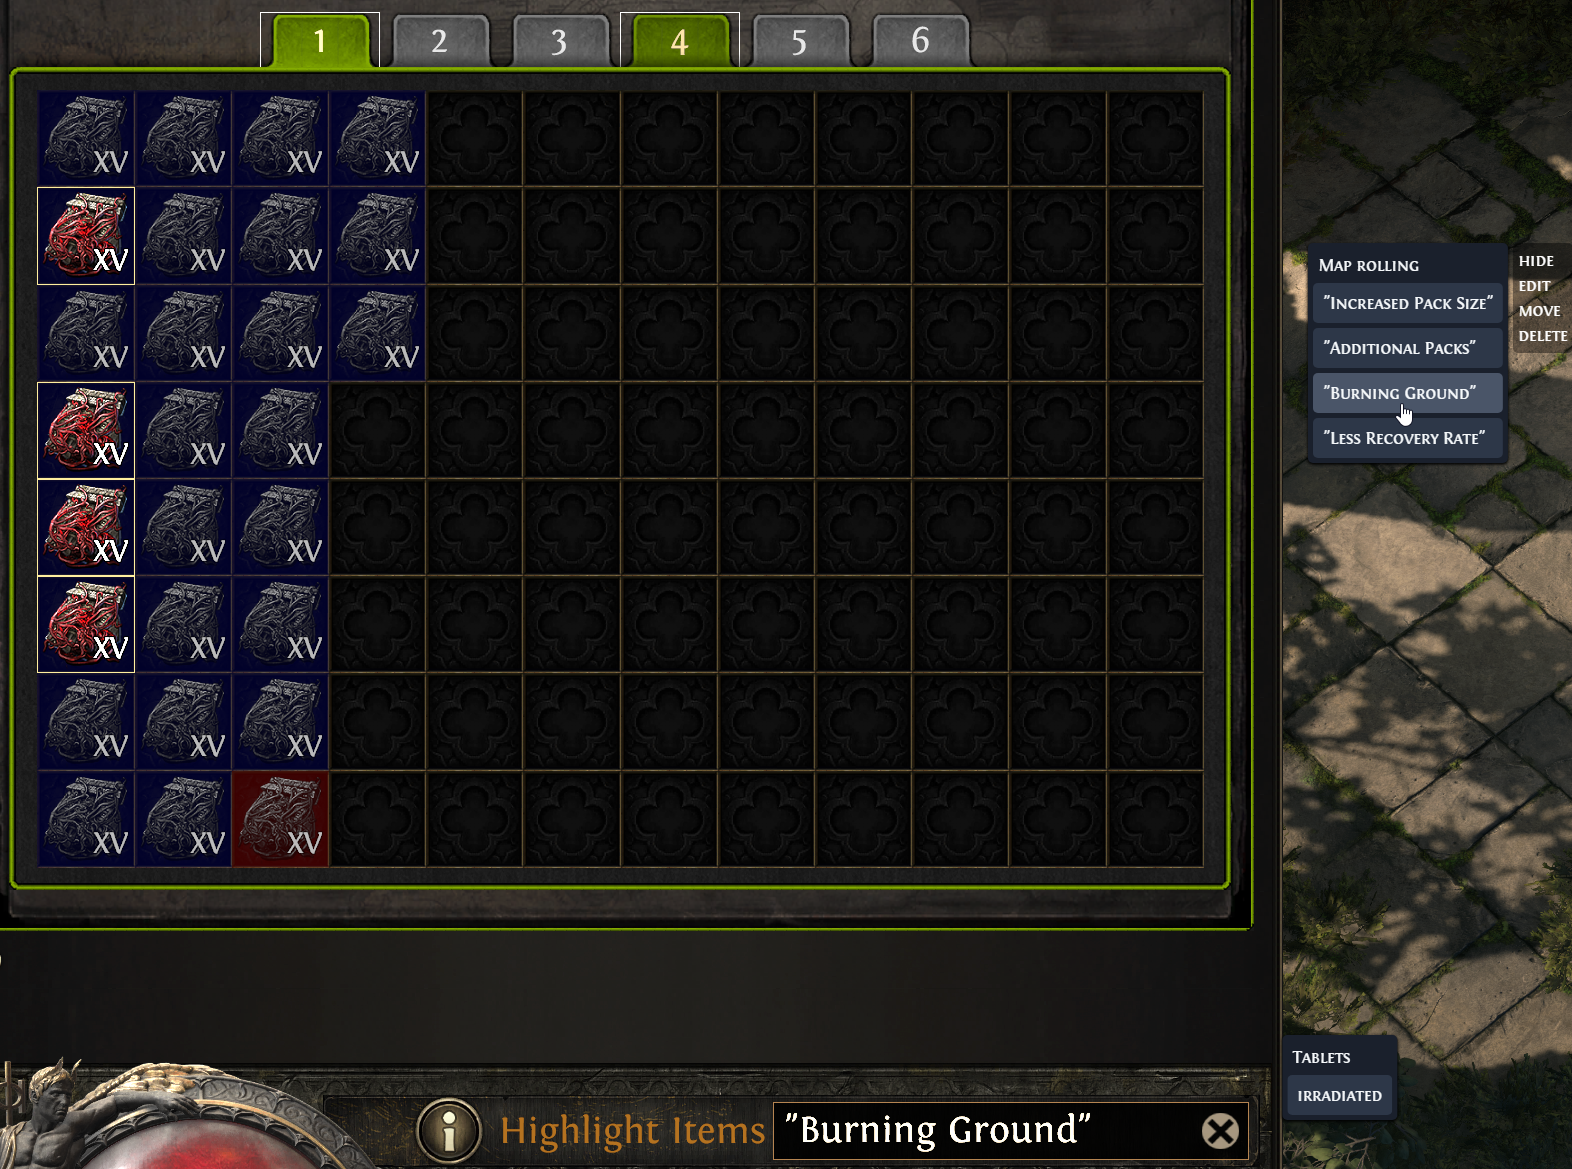 1 2 3 4 5 6
XV XV XV XV
XV XV XV XV
XV XV XV XV
XV XV XV
XV XV XV
XV XV XV
XV XV XV
XV XV XV
MAP ROLLING
"INCREASED PACK SIZE"
"ADDITIONAL PACKS"
"BURNING GROUND"
"LESS RECOVERY RATE"
HIDE
EDIT
MOVE
DELETE
TABLETS
IRRADIATED
Highlight Items "Burning Ground"